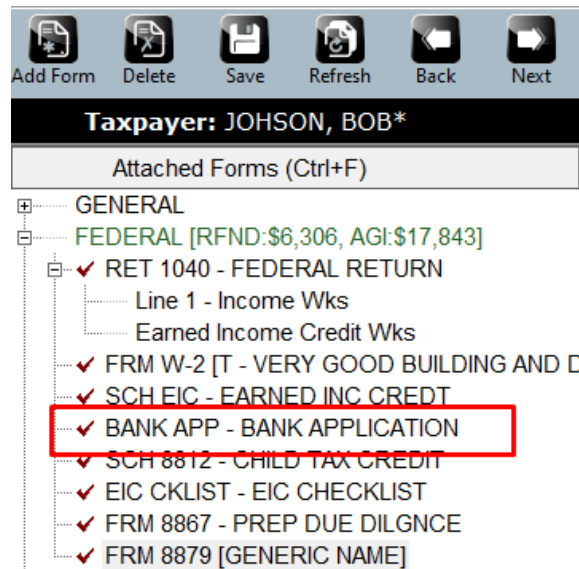 Add Form Delete Save Refresh Back Next
Taxpayer: JOHSON, BOB*
Attached Forms (Ctrl+F)
GENERAL
FEDERAL [RFND:$6,306, AGI:$17,843]
RET 1040 - FEDERAL RETURN
Line 1 - Income Wks
Earned Income Credit Wks
FRM W-2 [T - VERY GOOD BUILDING AND D
SCH EIC - EARNED INC CREDT
BANK APP - BANK APPLICATION
SCH 8812 - CHILD TAX CREDIT
EIC CKLIST - EIC CHECKLIST
FRM 8867 - PREP DUE DILGNCE
FRM 8879 [GENERIC NAME]